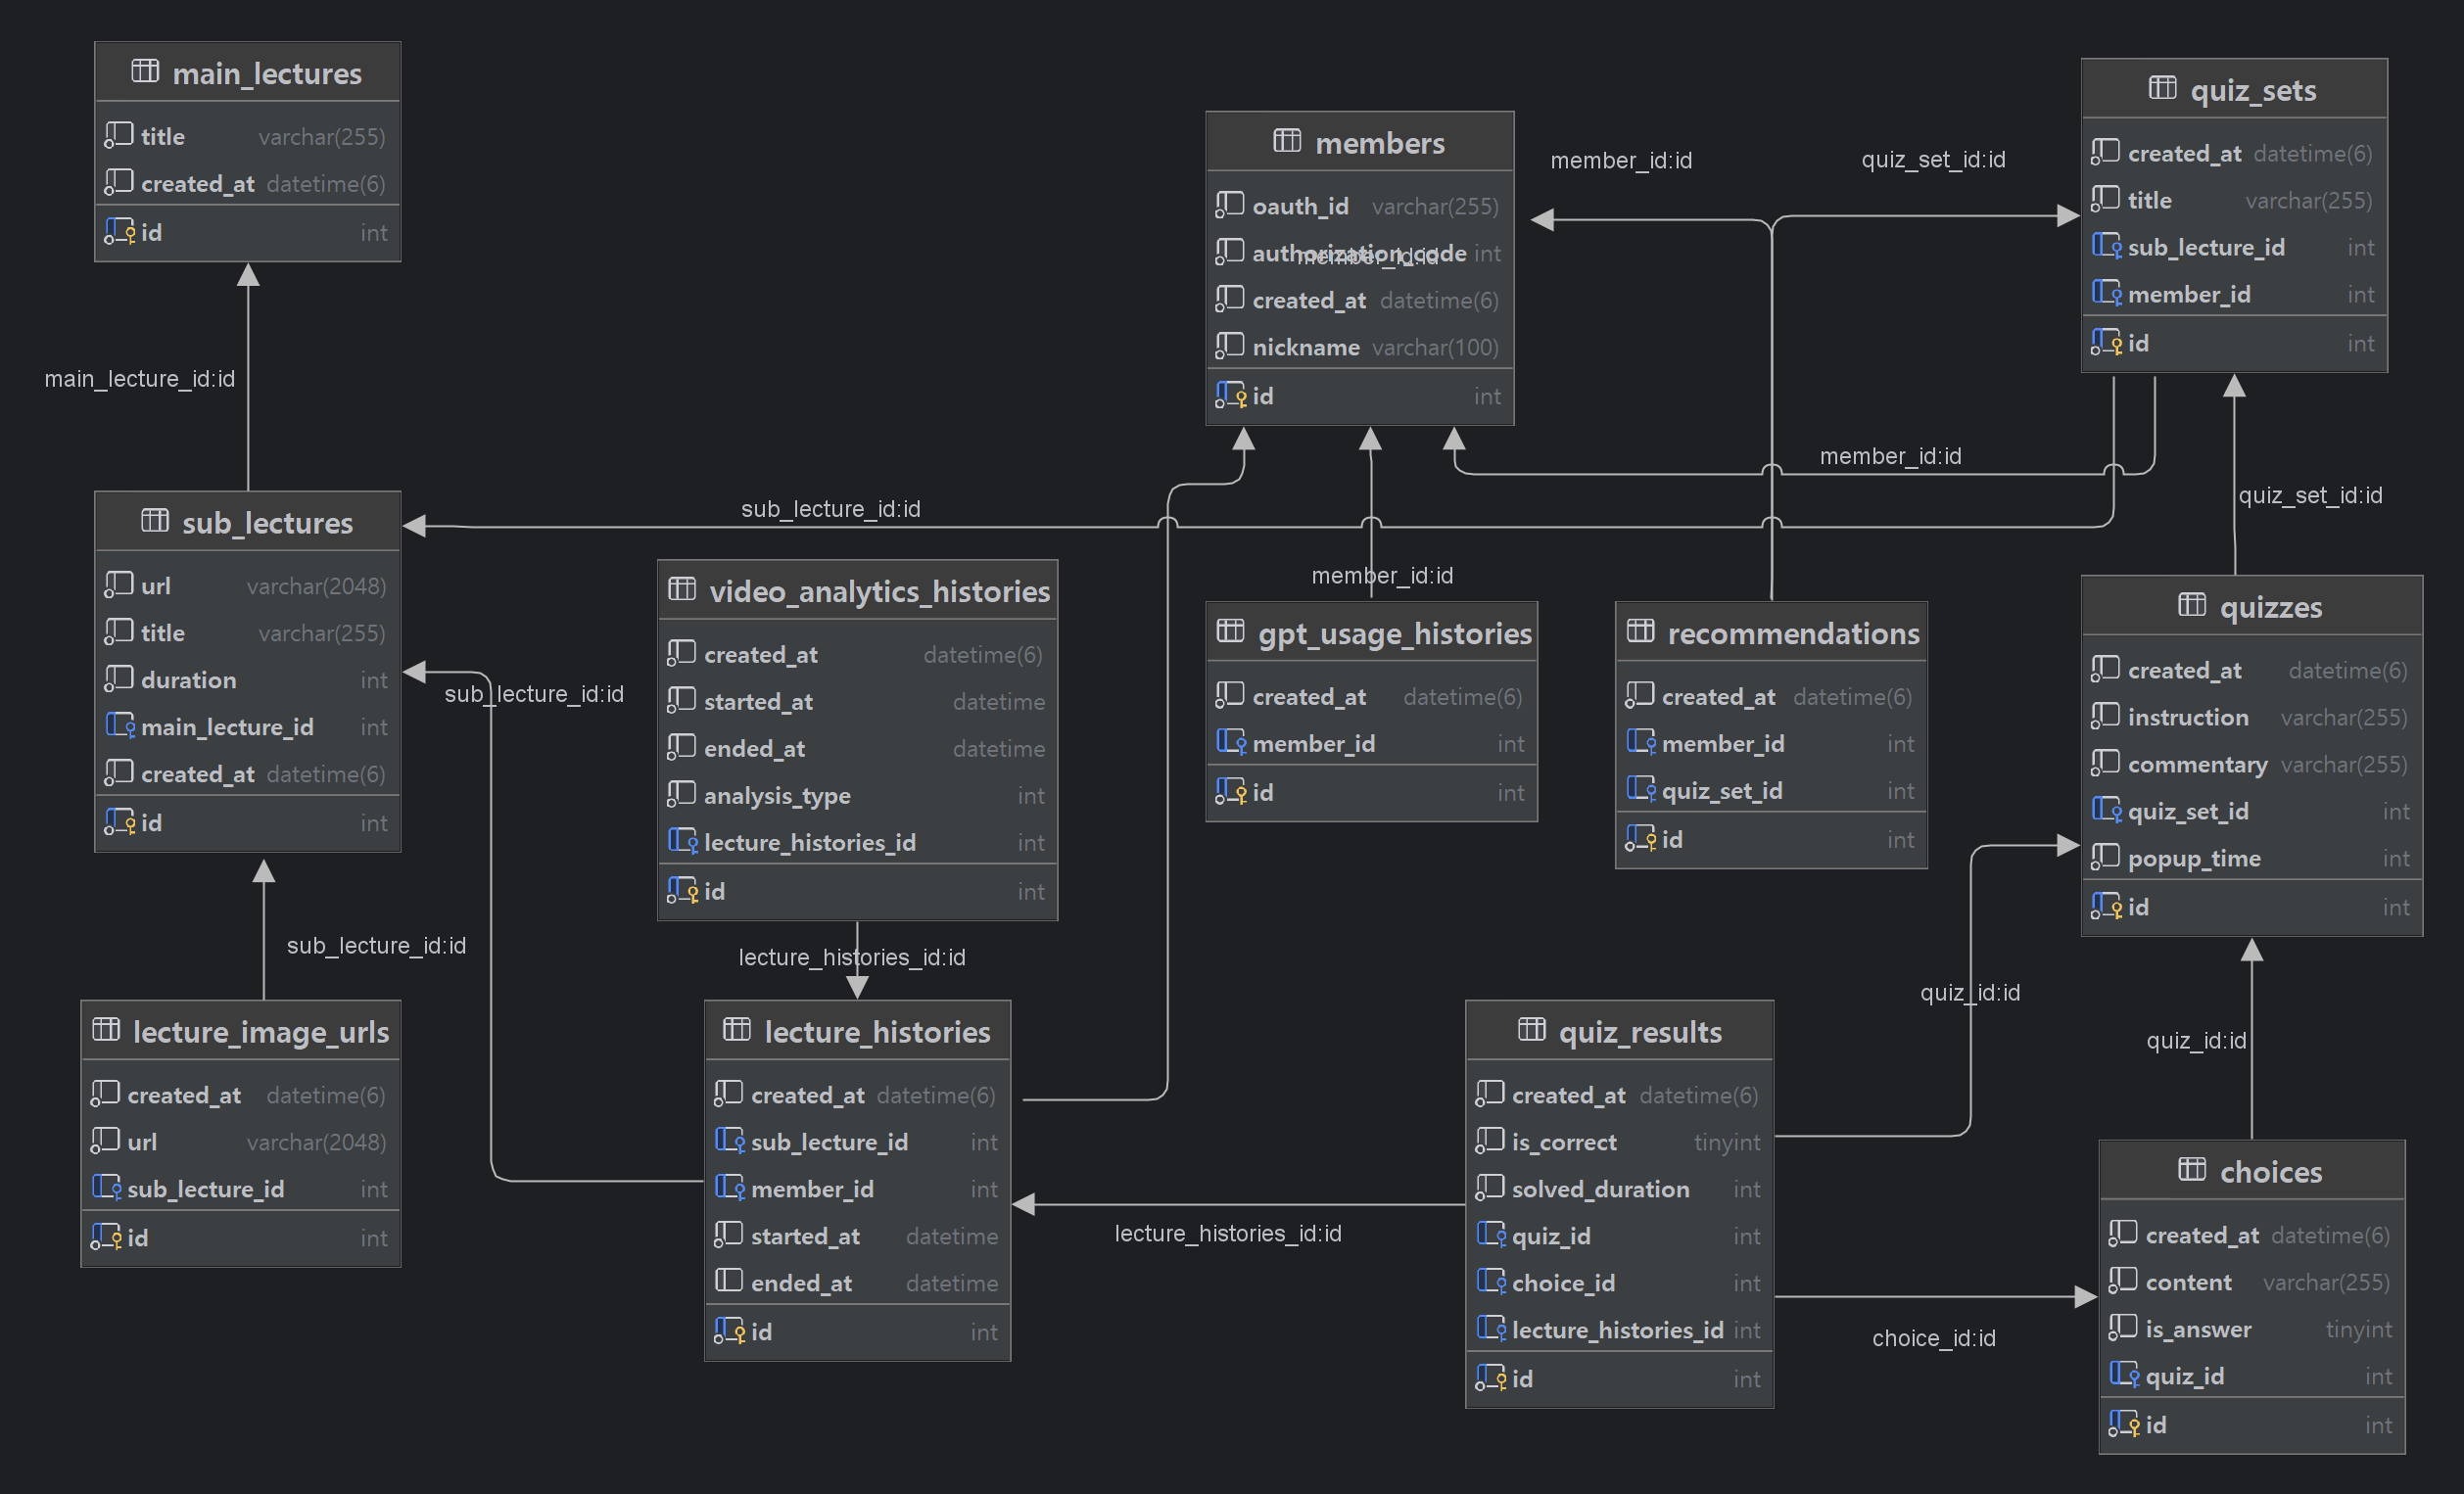 main_lectures
title varchar(255)
created_at datetime(6)
id int
main_lecture_id:id
sub_lectures
url varchar(2048)
title varchar(255)
duration int
main_lecture_id int
created_at datetime(6)
id int
sub_lecture_id:id
lecture_image_urls
created_at datetime(6)
url varchar(2048)
sub_lecture_id int
id int
sub_lecture_id:id
sub_lecture_id:id
video_analytics_histories
created_at datetime(6)
started_at datetime
ended_at datetime
analysis_type int
lecture_histories_id int
id int
lecture_histories_id:id
lecture_histories
created_at datetime(6)
sub_lecture_id int
member_id int
started_at datetime
ended_at datetime
id int
members
oauth_id varchar(255)
authorization_code int
member_id:id
created_at datetime(6)
nickname varchar(100)
id int
member_id:id
gpt_usage_histories
created_at datetime(6)
member_id int
id int
member_id:id
quiz_set_id:id
member_id:id
recommendations
created_at datetime(6)
member_id int
quiz_set_id int
id int
lecture_histories_id:id
quiz_results
created_at datetime(6)
is_correct tinyint
solved_duration int
quiz_id int
choice_id int
lecture_histories_id int
id int
quiz_id:id
choice_id:id
quiz_sets
created_at datetime(6)
title varchar(255)
sub_lecture_id int
member_id int
id int
quiz_set_id:id
quizzes
created_at datetime(6)
instruction varchar(255)
commentary varchar(255)
quiz_set_id int
popup_time int
id int
quiz_id:id
choices
created_at datetime(6)
content varchar(255)
is_answer tinyint
quiz_id int
id int